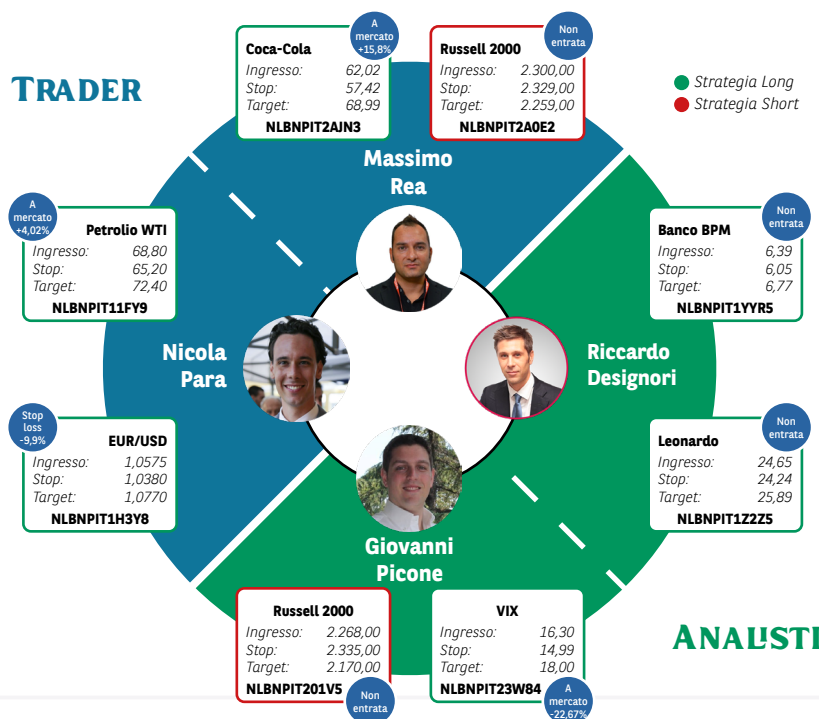 TRADER
Coca-Cola
A
mercato
+15,8%
Ingresso: 62,02
Stop: 57,42
Target: 68,99
NLBNPIT2AJN3
Russell 2000
Non
entrata
Ingresso: 2.300,00
Stop: 2.329,00
Target: 2.259,00
NLBNPIT2A0E2
Strategia Long
Strategia Short
Massimo
Rea
A
mercato
+4,02%
Petrolio WTI
Ingresso: 68,80
Stop: 65,20
Target: 72,40
NLBNPIT11FY9
Banco BPM
Non
entrata
Ingresso: 6,39
Stop: 6,05
Target: 6,77
NLBNPIT1YYR5
Nicola
Para
Riccardo
Designori
Stop
loss
-9,9%
EUR/USD
Ingresso: 1,0575
Stop: 1,0380
Target: 1,0770
NLBNPIT1H3Y8
Leonardo
Non
entrata
Ingresso: 24,65
Stop: 24,24
Target: 25,89
NLBNPIT1Z2Z5
Giovanni
Picone
Russell 2000
Ingresso: 2.268,00
Stop: 2.335,00
Target: 2.170,00
NLBNPIT201V5
Non
entrata
VIX
Ingresso: 16,30
Stop: 14,99
Target: 18,00
NLBNPIT23W84
A
mercato
-22,67%
ANALISTI